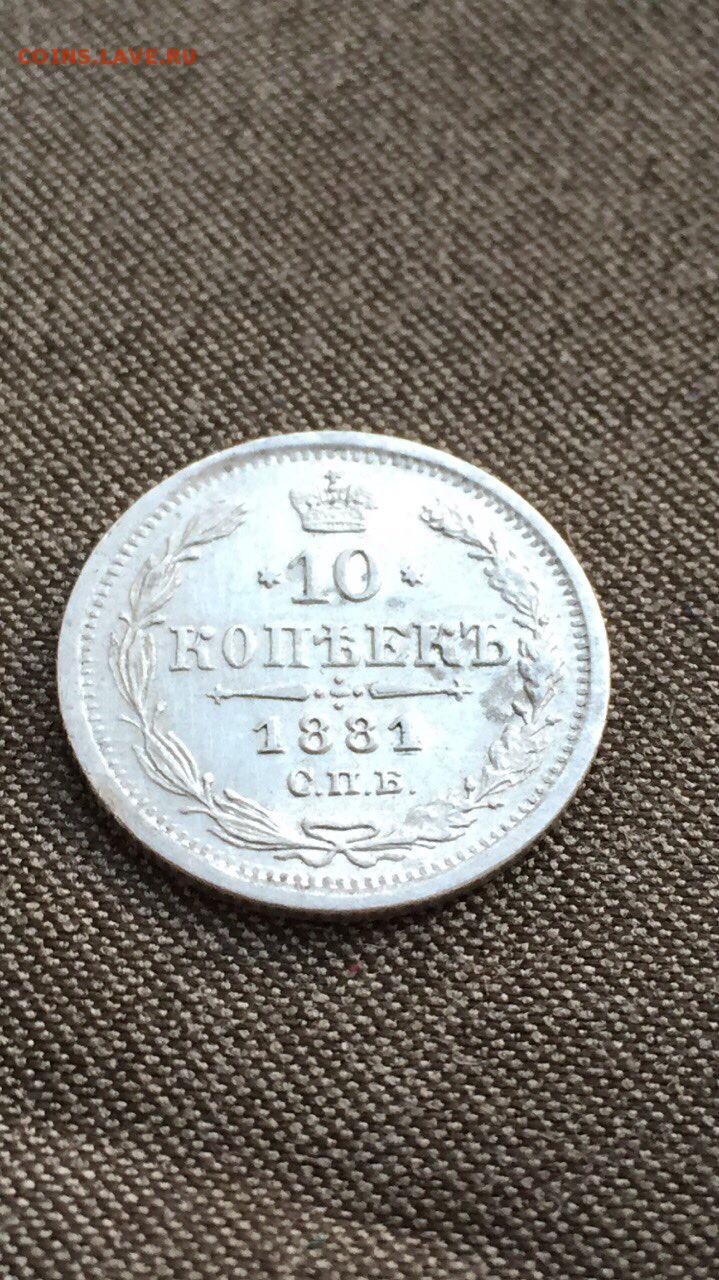 COINS.LAVE.RU
*10*
КОПѢЕКЪ
1881
С.П.Б.